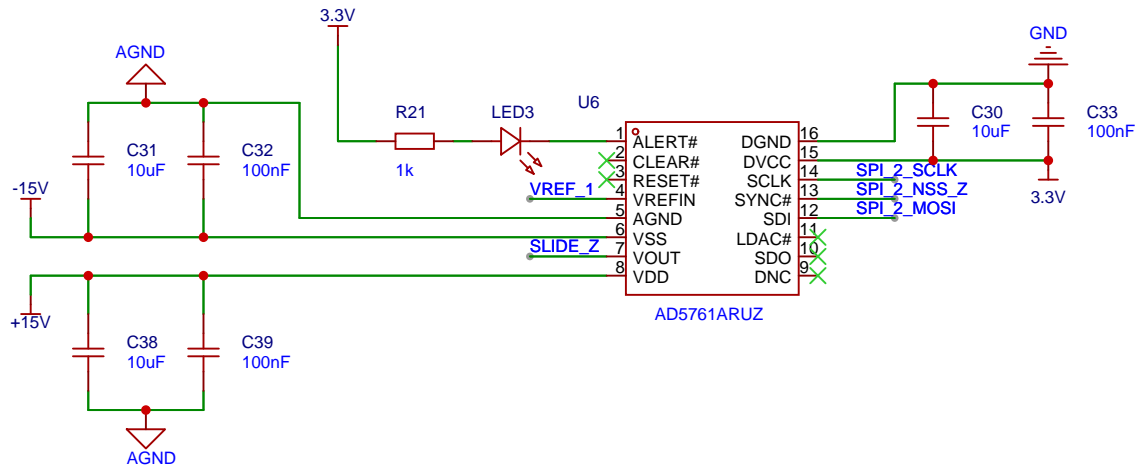 3.3V
GND
AGND
R21
LED3
U6
1k
C31
10uF
C32
100nF
C30
10uF
C33
100nF
-15V
VREF_1
SLIDE_Z
+15V
1
2
3
4
5
6
7
8
ALERT#
CLEAR#
RESET#
VREFIN
AGND
VSS
VOUT
VDD
DGND
DVCC
SCLK
SYNC#
SDI
LDAC#
SDO
DNC
16
15
14
13
12
11
10
9
SPI_2_SCLK
SPI_2_NSS_Z
SPI_2_MOSI
3.3V
AD5761ARUZ
C38
10uF
C39
100nF
AGND